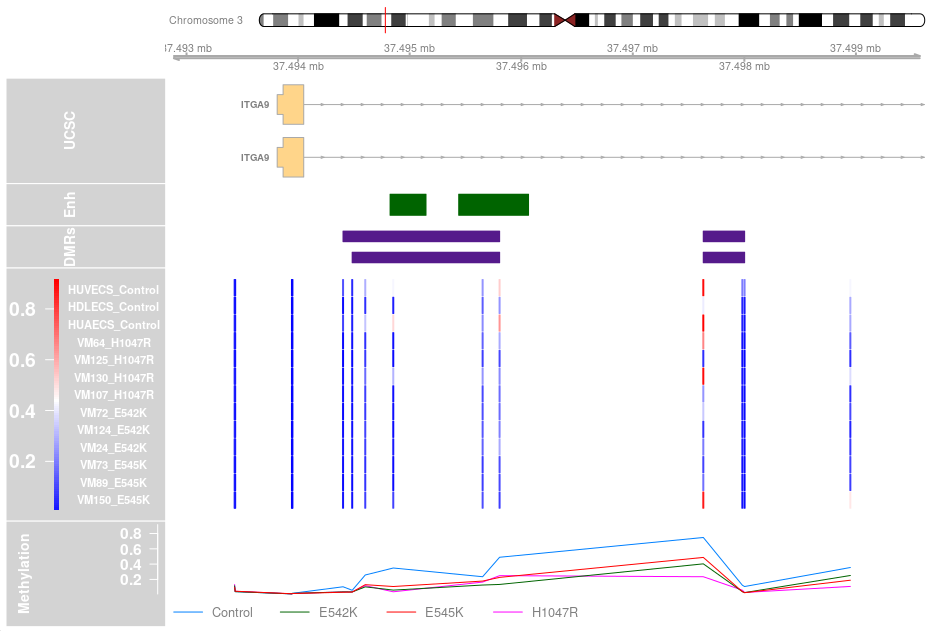 Chromosome 3
37.493 mb 37.495 mb 37.497 mb 37.499 mb
37.494 mb 37.496 mb 37.498 mb
UCSC
ITGA9
ITGA9
Enh
DMRs
0.8
0.6
0.4
0.2
HUVECS_Control
HDLECS_Control
HUAECS_Control
VM64_H1047R
VM125_H1047R
VM130_H1047R
VM107_H1047R
VM72_E542K
VM124_E542K
VM24_E542K
VM73_E545K
VM89_E545K
VM150_E545K
Methylation
0.8
0.6
0.4
0.2
Control E542K E545K H1047R